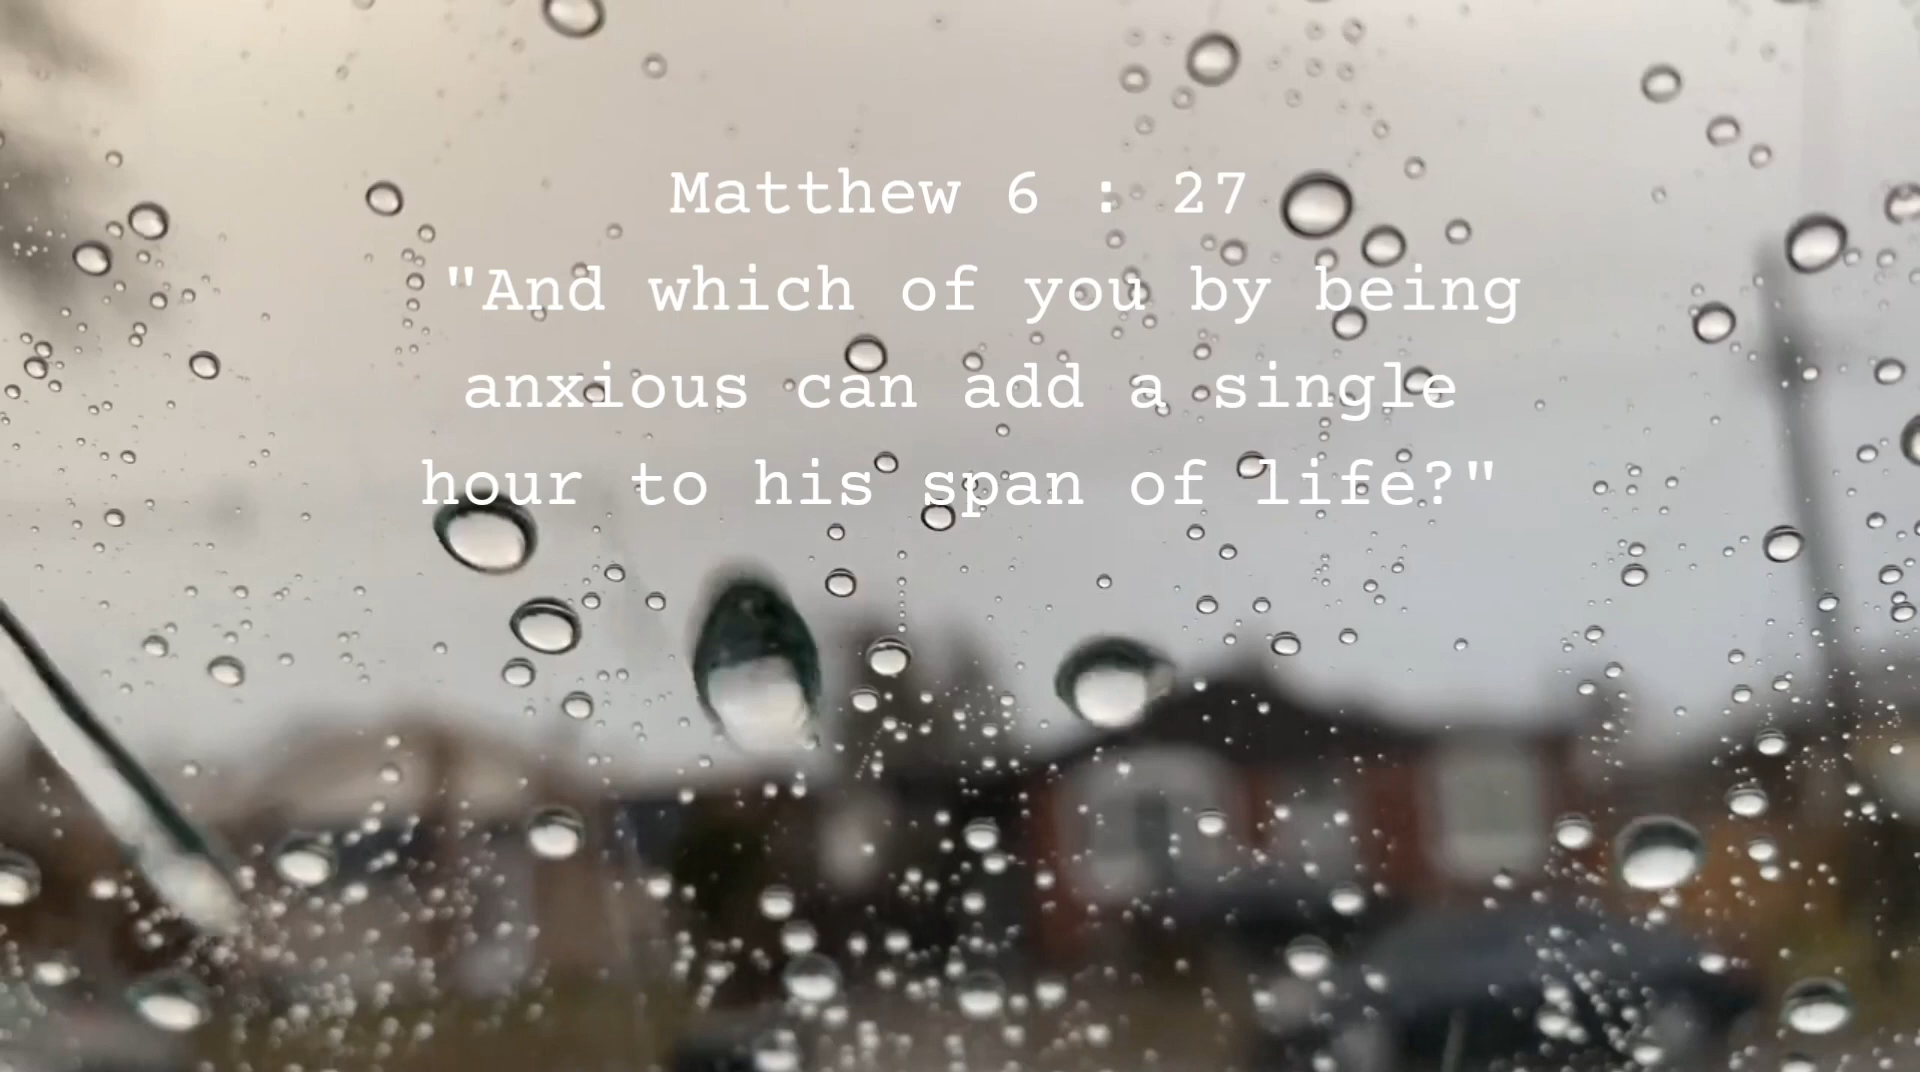 Matthew 6 : 27
"And which of you by being
anxious can add a single
hour to his span of life?"